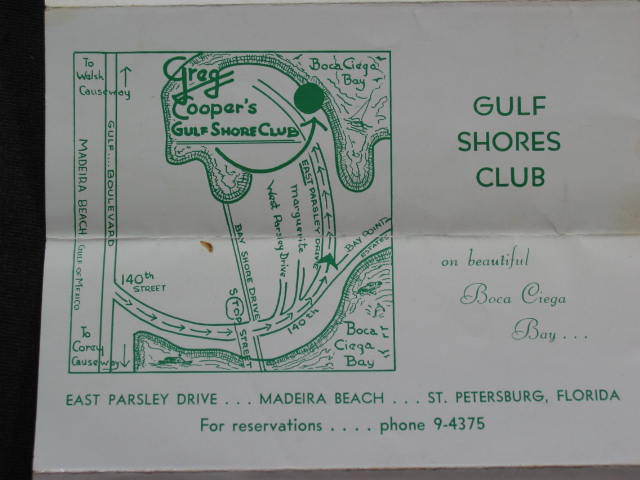 To
Walsh
Causeway
Greg
Cooper's
GULF SHORE CLUB
Boca Ciega
Bay
MADEIRA BEACH
GULF OF MEXICO
GULF .... BOULEVARD
140th
STREET
To
Corey
Causeway
BAY SHORE DRIVE
STOP
STREET
West Parsley Drive
Marguerite
EAST PARSLEY DRIVE
BAY POINT
ESTATES
140th
Boca
Ciega
Bay
GULF
SHORES
CLUB
on beautiful
Boca Ciega
Bay . . .
EAST PARSLEY DRIVE . . . MADEIRA BEACH . . . ST. PETERSBURG, FLORIDA
For reservations . . . . phone 9-4375